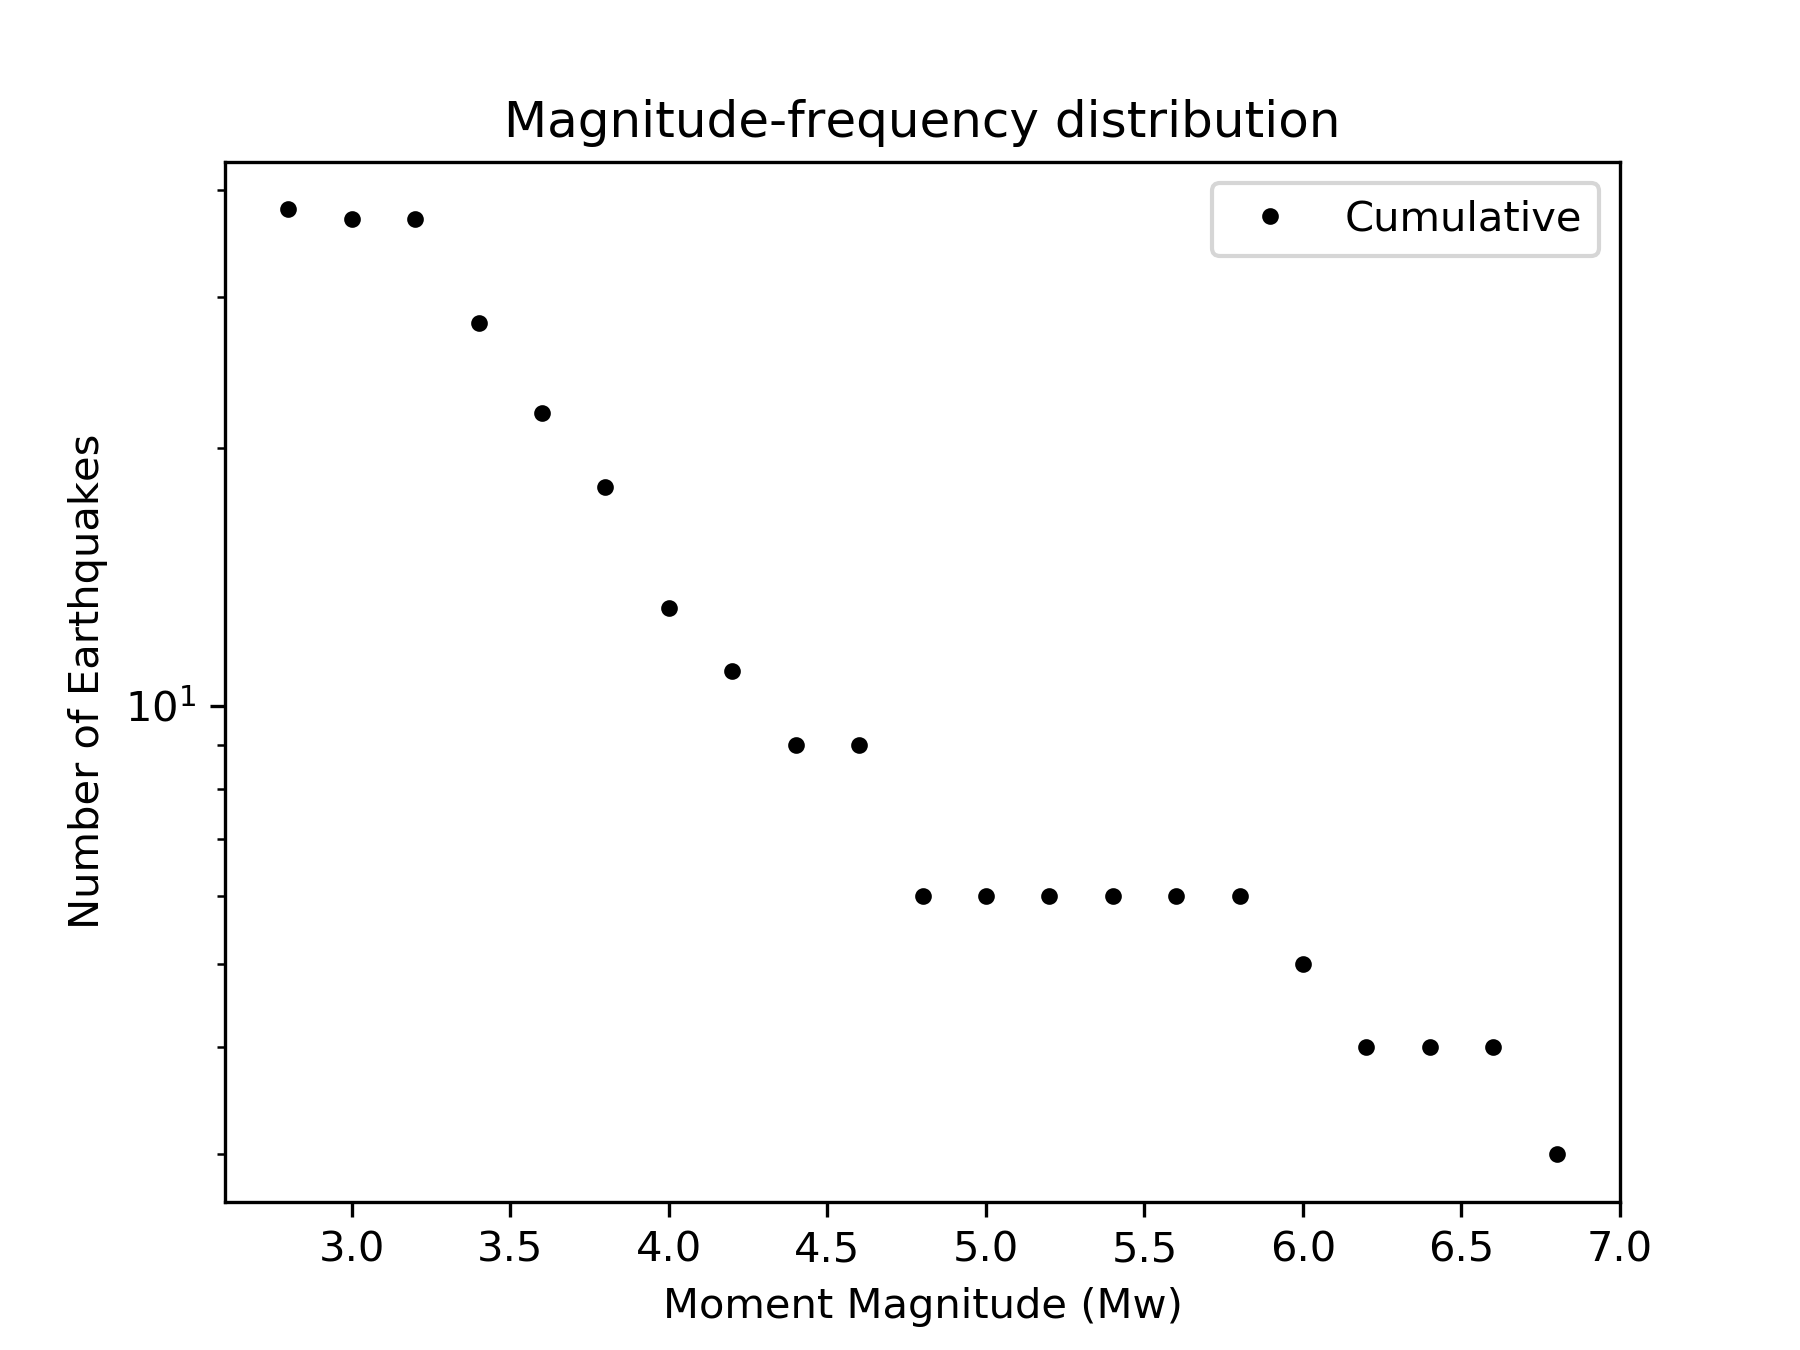 Magnitude-frequency distribution
Cumulative
Number of Earthquakes
10¹
3.0 3.5 4.0 4.5 5.0 5.5 6.0 6.5 7.0
Moment Magnitude (Mw)